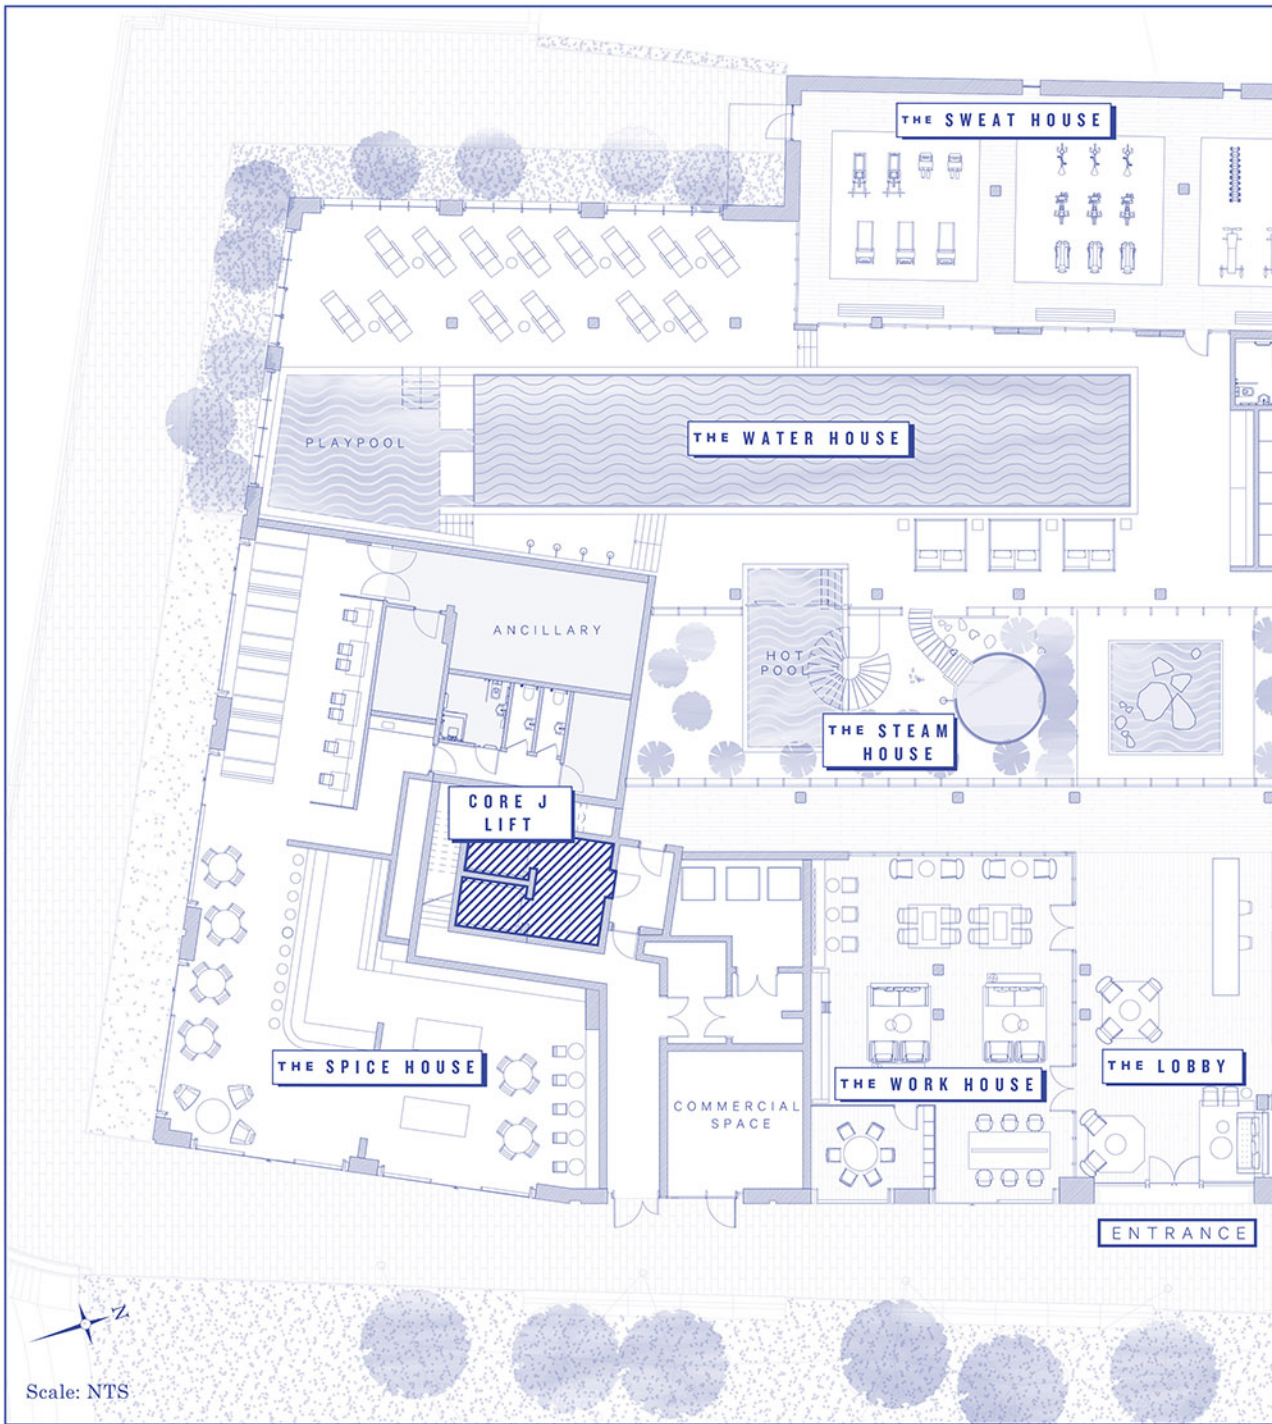 THE SWEAT HOUSE
PLAYPOOL
THE WATER HOUSE
ANCILLARY
HOT
POOL
THE STEAM
HOUSE
CORE J
LIFT
THE SPICE HOUSE
COMMERCIAL
SPACE
THE WORK HOUSE
THE LOBBY
ENTRANCE
N
Scale: NTS